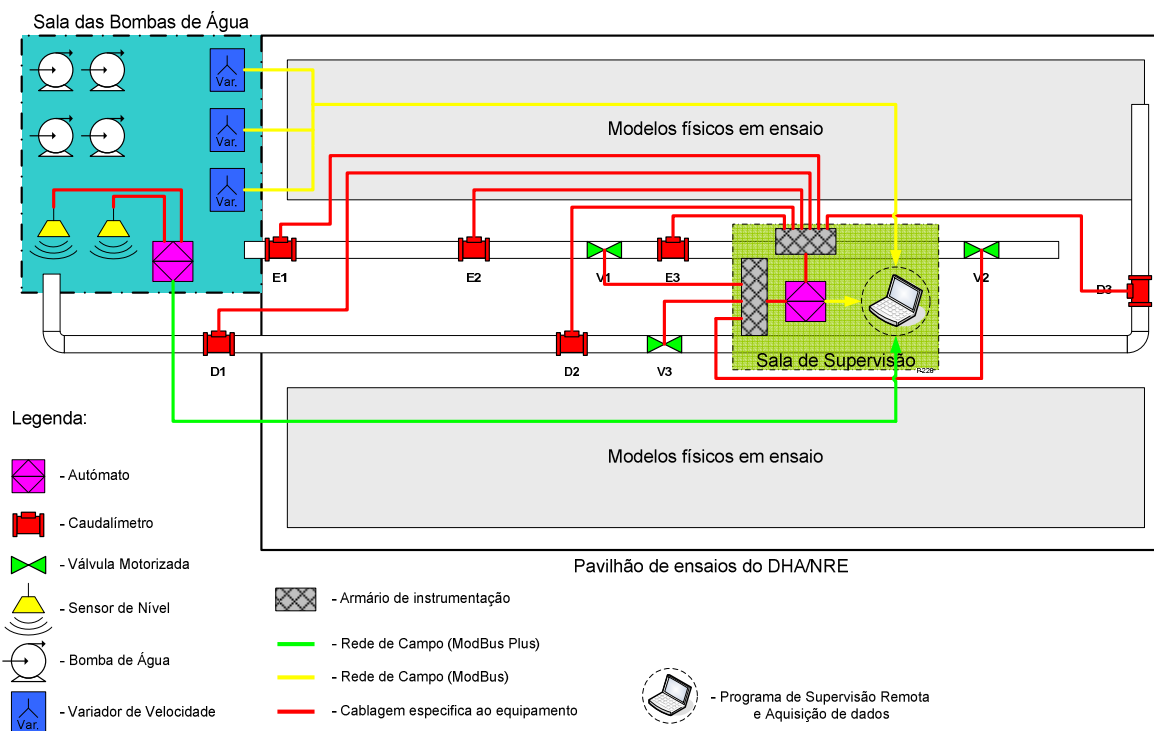 Sala das Bombas de Água
Var.
Var.
Var.
Modelos físicos em ensaio
E1
E2
V1
E3
V2
D3
D1
D2
V3
Sala de Supervisão
P-228
Modelos físicos em ensaio
Pavilhão de ensaios do DHA/NRE
Legenda:
- Autómato
- Caudalímetro
- Válvula Motorizada
- Sensor de Nível
- Bomba de Água
Var.
- Variador de Velocidade
- Armário de instrumentação
- Rede de Campo (ModBus Plus)
- Rede de Campo (ModBus)
- Cablagem especifica ao equipamento
- Programa de Supervisão Remota
e Aquisição de dados